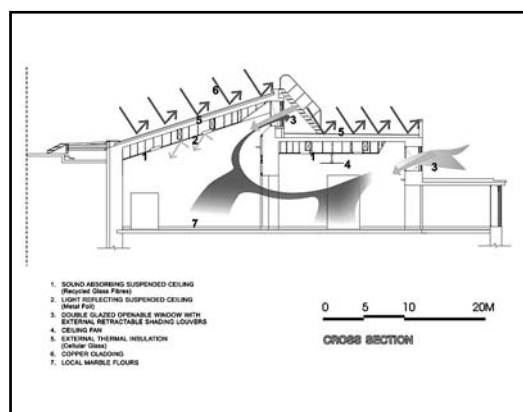 6
5
3
2
5
1
1
4
3
7
1. SOUND ABSORBING SUSPENDED CEILING
(Recycled Glass Fibres)
2. LIGHT REFLECTING SUSPENDED CEILING
(Metal Foil)
3. DOUBLE GLAZED OPENABLE WINDOW WITH
EXTERNAL RETRACTABLE SHADING LOUVERS
4. CEILING FAN
5. EXTERNAL THERMAL INSULATION
(Cellular Glass)
6. COPPER CLADDING
7. LOCAL MARBLE FLOURS
0 5 10 20M
CROSS SECTION